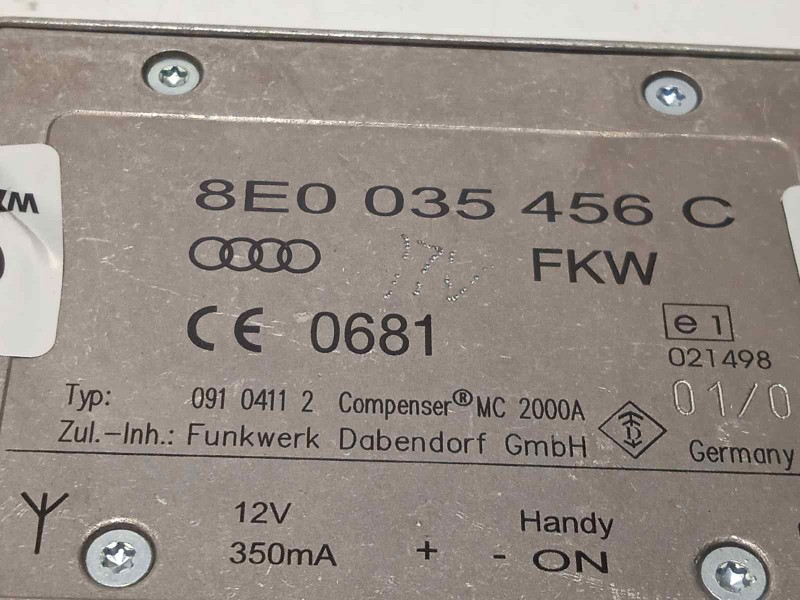 8E0 035 456 C
FKW
CE 0681
e 1
021498
01/0
Typ: 091 0411 2 Compenser® MC 2000A
Zul.-Inh.: Funkwerk Dabendorf GmbH
Germany
12V
350mA
+ -
Handy
ON